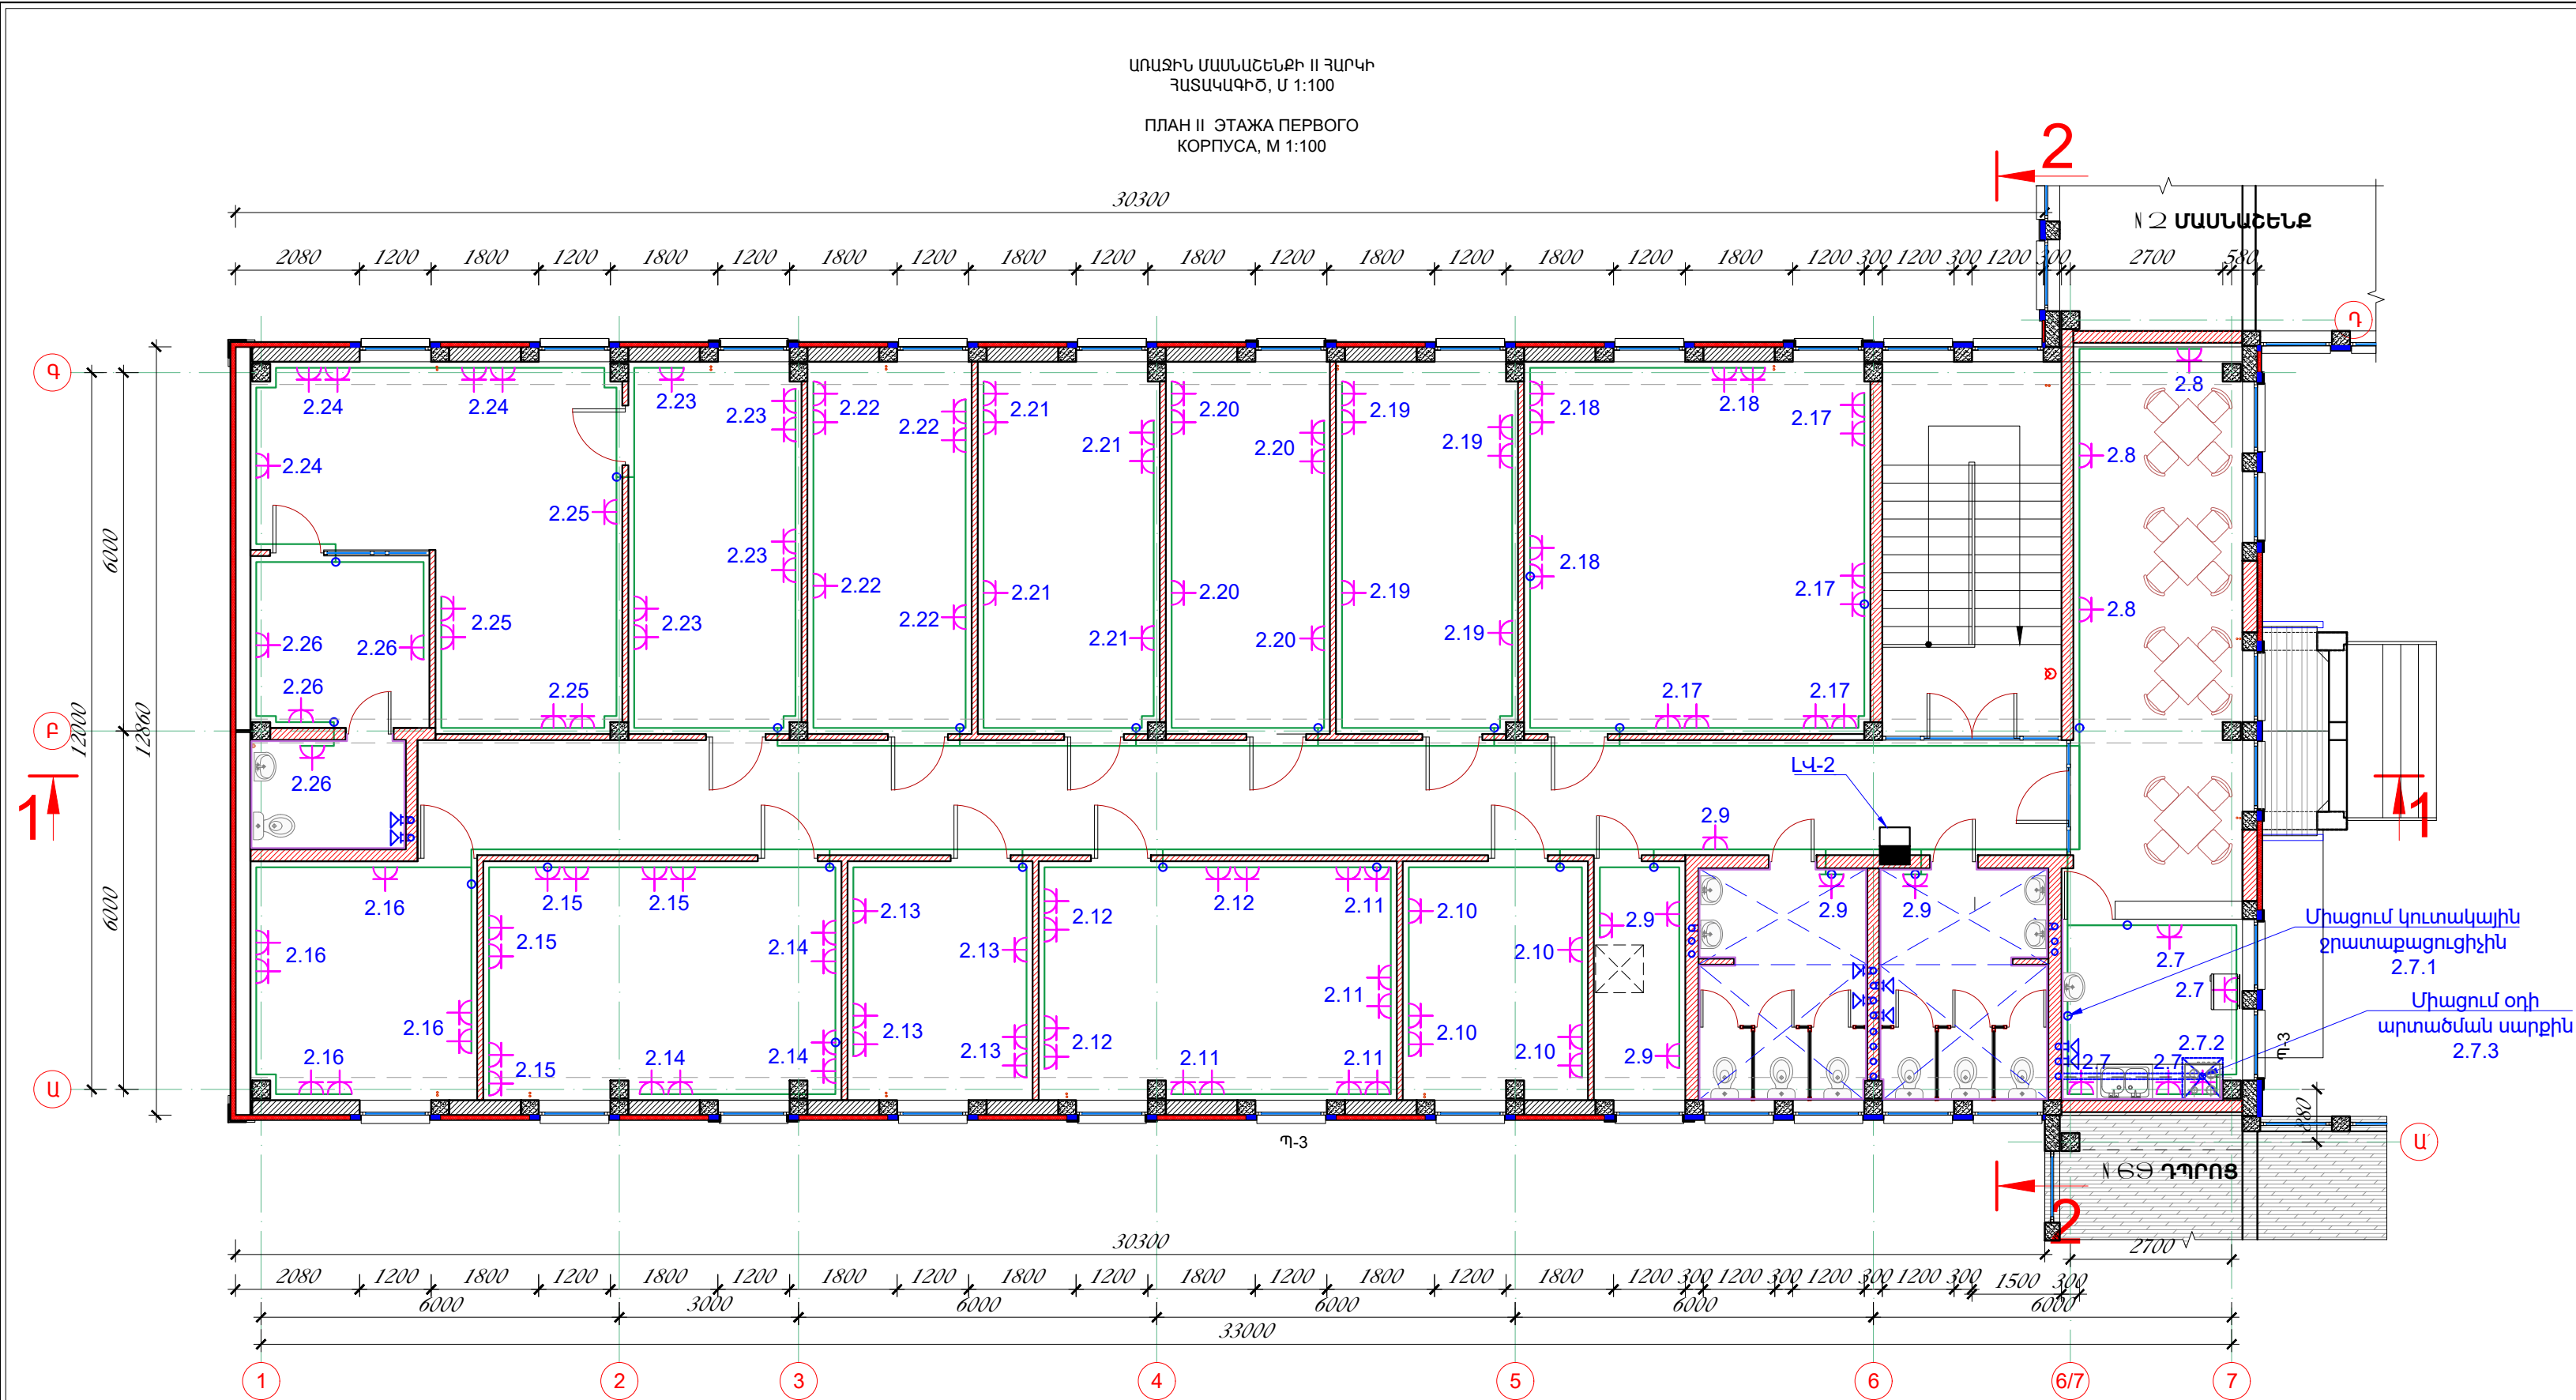 ԱՌԱՋԻՆ ՄԱՍՆԱՇԵՆՔԻ II ՀԱՐԿԻ
ՀԱՏԱԿԱԳԻԾ, Մ 1:100
ПЛАН II ЭТАЖА ПЕРВОГО
КОРПУСА, М 1:100
2
30300
N 2 ՄԱՍՆԱՇԵՆՔ
2080 1200 1800 1200 1800 1200 1800 1200 1800 1200 1800 1200 1800 1200 1800 1200 1800 1200 300 1200 300 1200 300 2700 580
Դ
Գ
2.24 2.24 2.23 2.23 2.22 2.22 2.21 2.21 2.20 2.20 2.19 2.19 2.18 2.18 2.17 2.8
2.24 2.8
2.25 2.23 2.22 2.21 2.20 2.19 2.18 2.17
6000
2.25 2.23 2.22 2.21 2.20 2.19 2.8
2.26 2.26
2.26 2.25 2.17 2.17
Բ
12000 12860
2.26
ԼՎ-2
1 1
2.9
2.16 2.15 2.15 2.13 2.12 2.12 2.11 2.10 2.9 2.9 2.9
6000
2.16 2.15 2.14 2.13 2.11 2.10
Միացում կուտակային
ջրատաքացուցիչին
2.7.1
2.7
2.7
Միացում օդի
արտածման սարքին
2.7.3
2.16 2.13 2.12 2.10
2.16 2.15 2.14 2.14 2.13 2.11 2.11 2.10 2.9 2.7 2.7 2.7.2
Պ-3
Ա
880
Պ-3
Ա
N 69 ԴՊՐՈՑ
2
30300 2700
2080 1200 1800 1200 1800 1200 1800 1200 1800 1200 1800 1200 1800 1200 1800 1200 300 1200 300 1200 300 1200 300 1500 300
6000 3000 6000 6000 6000 6000
33000
1 2 3 4 5 6 6/7 7